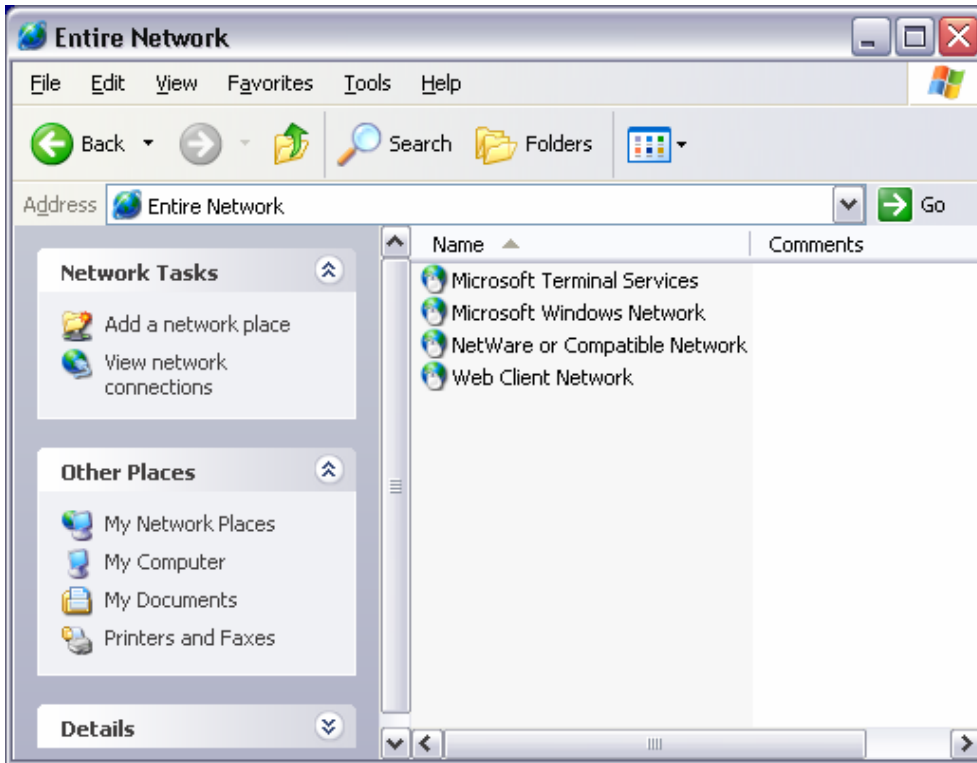 Entire Network
File Edit View Favorites Tools Help
Back Search Folders
Address Entire Network Go
Network Tasks
Add a network place
View network
connections
Other Places
My Network Places
My Computer
My Documents
Printers and Faxes
Details
Name Comments
Microsoft Terminal Services
Microsoft Windows Network
NetWare or Compatible Network
Web Client Network